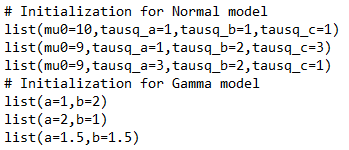 # Initialization for Normal model
list(mu0=10,tausq_a=1,tausq_b=1,tausq_c=1)
list(mu0=9,tausq_a=1,tausq_b=2,tausq_c=3)
list(mu0=9,tausq_a=3,tausq_b=2,tausq_c=1)
# Initialization for Gamma model
list(a=1,b=2)
list(a=2,b=1)
list(a=1.5,b=1.5)